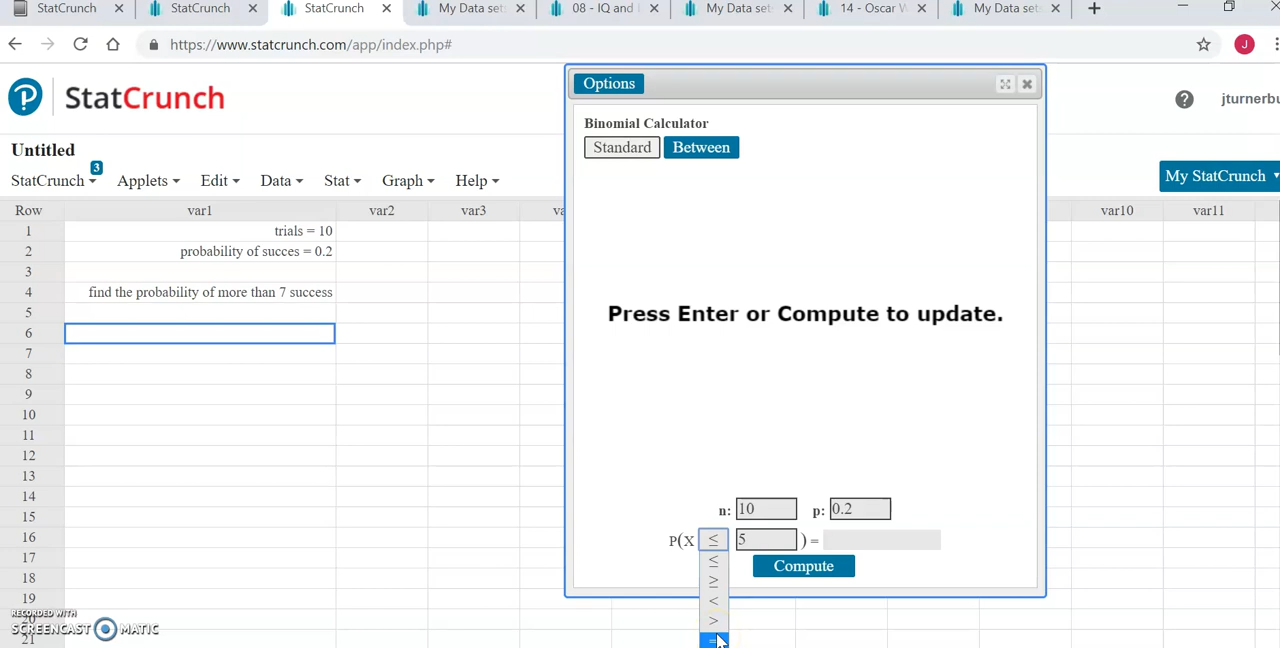 StatCrunch
StatCrunch
StatCrunch
My Data set
08 - IQ and
My Data set
14 - Oscar W
My Data set
https://www.statcrunch.com/app/index.php#
J
StatCrunch
jturnerbu
Untitled
3
StatCrunch Applets Edit Data Stat Graph Help
My StatCrunch
Options
Binomial Calculator
Standard Between
Press Enter or Compute to update.
n: 10 p: 0.2
P(X ≤ 5 ) =
Compute
≤
≥
<
>
=
Row var1 var2 var3 va var10 var11
1 trials = 10
2 probability of succes = 0.2
3
4 find the probability of more than 7 success
5
6
7
8
9
10
11
12
13
14
15
16
17
18
19
20
21
RECORDED WITH
SCREENCAST MATIC